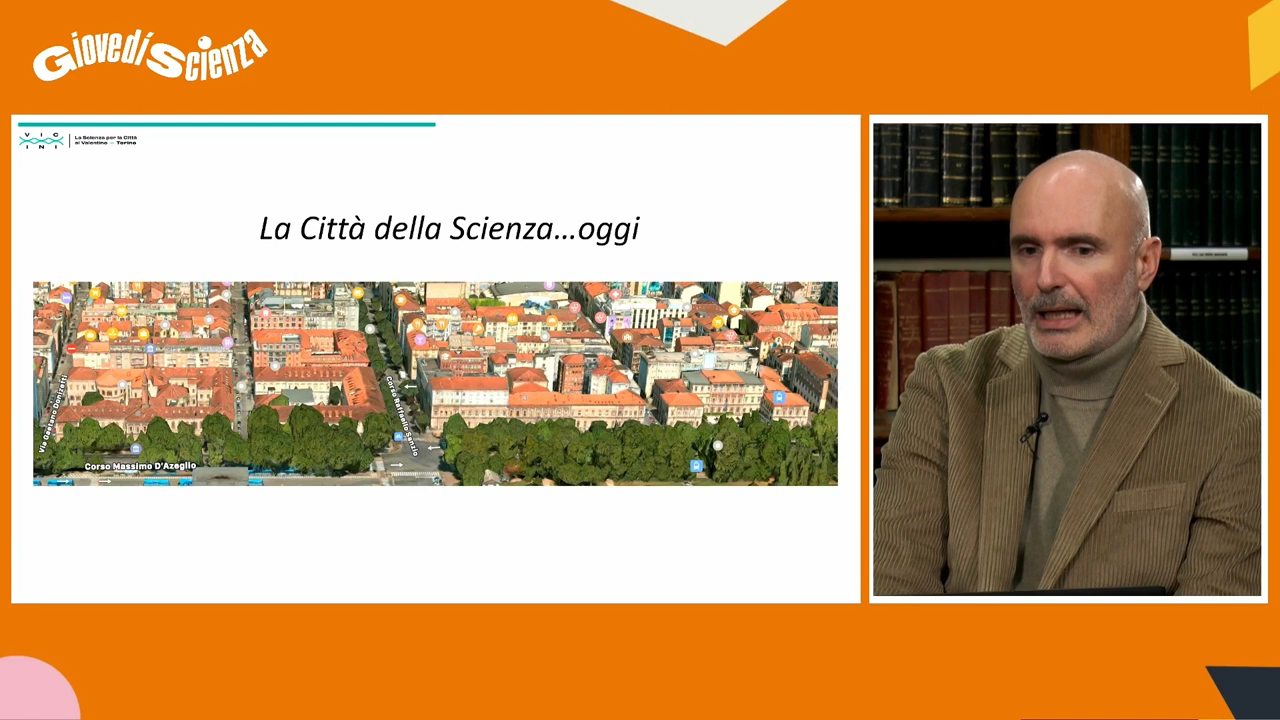 GiovedìScienza
V I C
I N I
La Scienza per la Città
al Valentino — Torino
La Città della Scienza...oggi
Via Gaetano Donizetti
Corso Raffaello Sanzio
Corso Massimo D'Azeglio